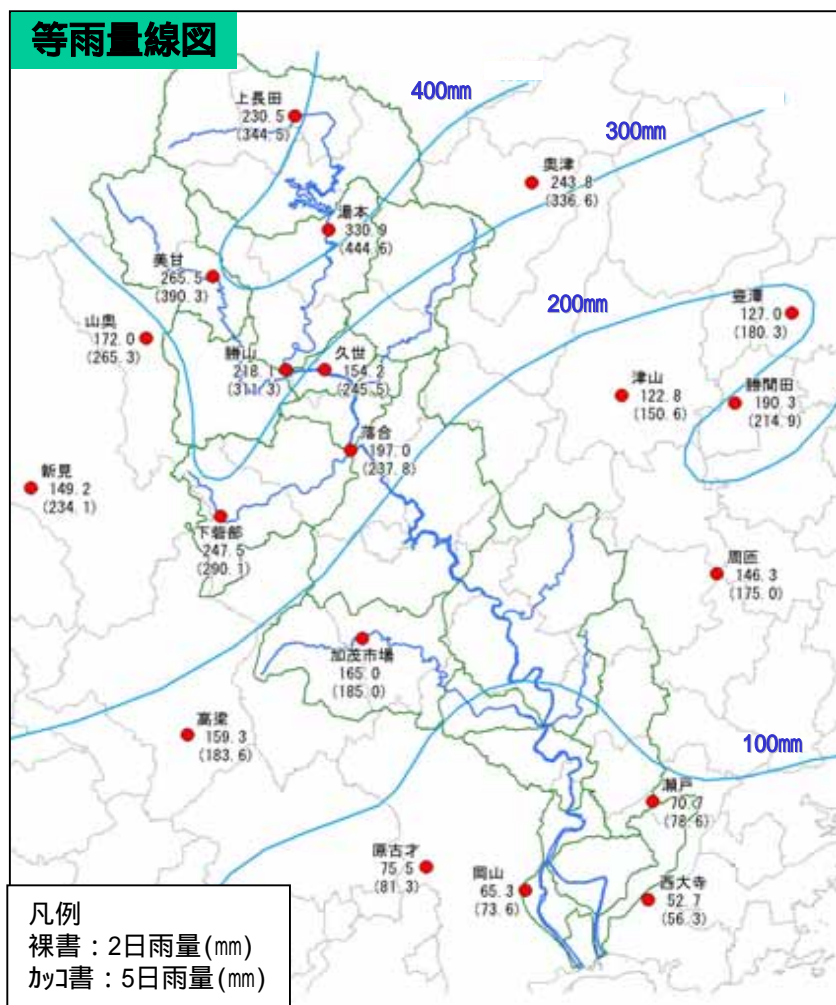 等雨量線図
400㎜
上長田
230.5
(344.5)
300㎜
奥津
243.8
(336.6)
湯本
330.9
(444.6)
美甘
265.5
(390.3)
200㎜
豊澤
127.0
(180.3)
山奥
172.0
(265.3)
勝山
218.1
(311.3)
久世
154.2
(245.5)
津山
122.8
(150.6)
勝間田
190.3
(214.9)
落合
197.0
(237.8)
新見
149.2
(234.1)
下砦部
247.5
(290.1)
周匝
146.3
(175.0)
加茂市場
165.0
(185.0)
高梁
159.3
(183.6)
100㎜
瀬戸
70.7
(78.6)
原古才
75.5
(81.3)
岡山
65.3
(73.6)
西大寺
52.7
(56.3)
凡例
裸書：2日雨量(㎜)
ｶｯｺ書：5日雨量(㎜)